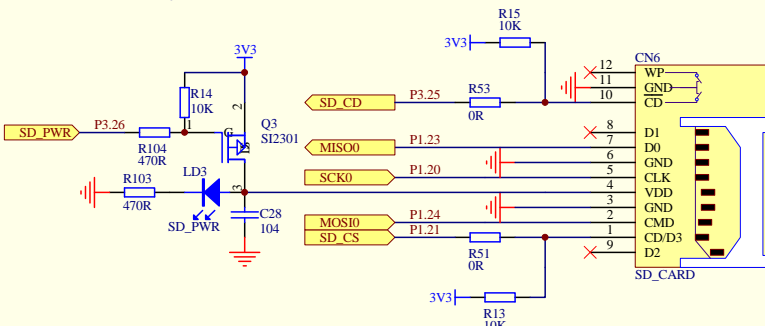 R15
10K
3V3
3V3
CN6
12
WP
11
GND
10
CD
R14
10K
2
SD_CD
P3.25
R53
0R
SD_PWR
P3.26
1
G
Q3
SI2301
8
D1
R104
470R
MISO0
P1.23
7
D0
6
GND
LD3
SCK0
P1.20
5
CLK
R103
470R
3
4
VDD
3
GND
SD_PWR
C28
104
MOSI0
P1.24
2
CMD
SD_CS
P1.21
1
CD/D3
R51
0R
9
D2
SD_CARD
3V3
R13
10K